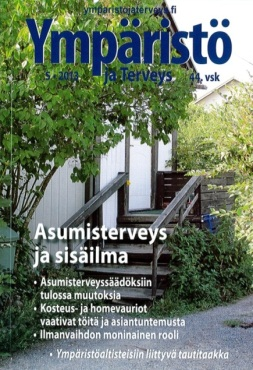 ymparistojaterveys.fi
Ympäristö
5 - 2013 ja Terveys 44. vsk
Asumisterveys
ja sisäilma
• Asumisterveyssäädöksiin
tulossa muutoksia
• Kosteus- ja homevauriot
vaativat töitä ja asiantuntemusta
• Ilmanvaihdon moninainen rooli
• Ympäristöaltisteisiin liittyvä tautitaakka